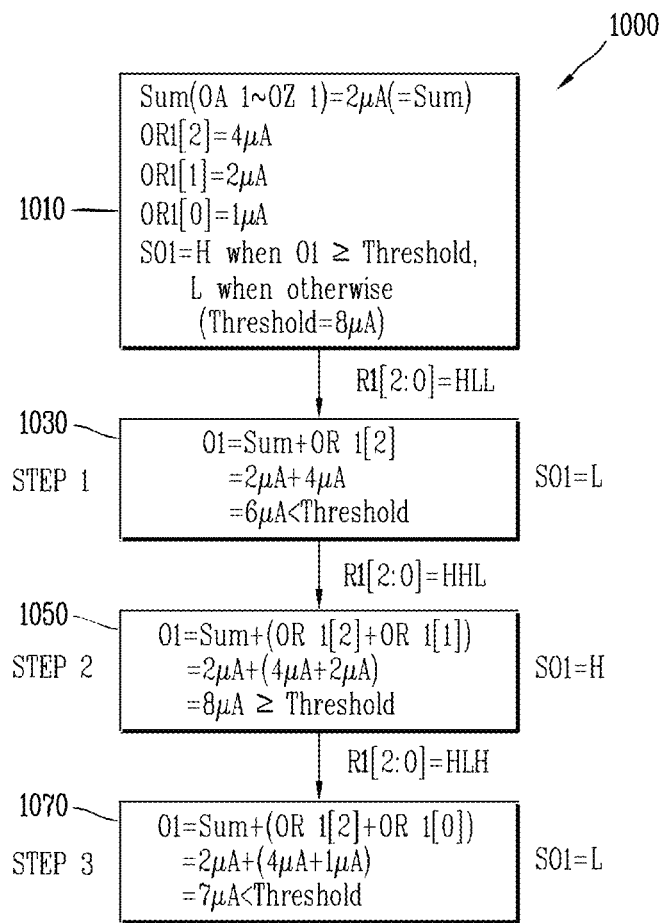 1000
Sum(OA 1~OZ 1)=2μA(=Sum)
OR1[2]=4μA
OR1[1]=2μA
1010
OR1[0]=1μA
SO1=H when O1 ≥ Threshold,
L when otherwise
(Threshold=8μA)
R1[2:0]=HLL
1030
O1=Sum+OR 1[2]
STEP 1
=2μA+4μA
SO1=L
=6μA<Threshold
R1[2:0]=HHL
1050
O1=Sum+(OR 1[2]+OR 1[1])
STEP 2
=2μA+(4μA+2μA)
SO1=H
=8μA ≥ Threshold
R1[2:0]=HLH
1070
O1=Sum+(OR 1[2]+OR 1[0])
STEP 3
=2μA+(4μA+1μA)
SO1=L
=7μA<Threshold